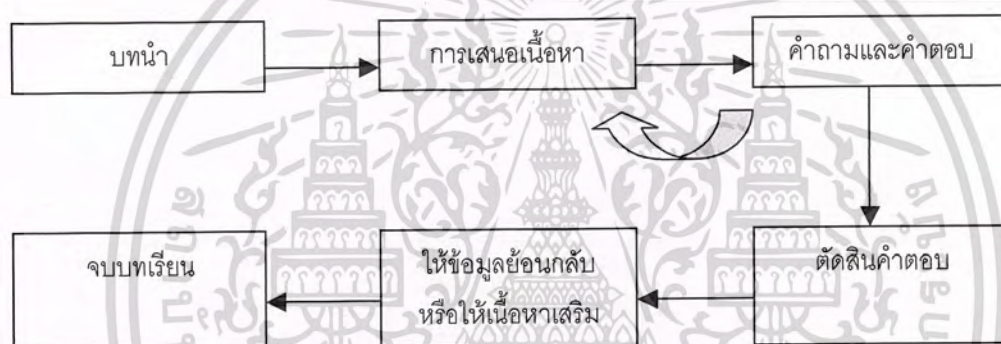 บทนำ
การเสนอเนื้อหา
คำถามและคำตอบ
จบบทเรียน
ให้ข้อมูลย้อนกลับ
หรือให้เนื้อหาเสริม
ตัดสินคำตอบ